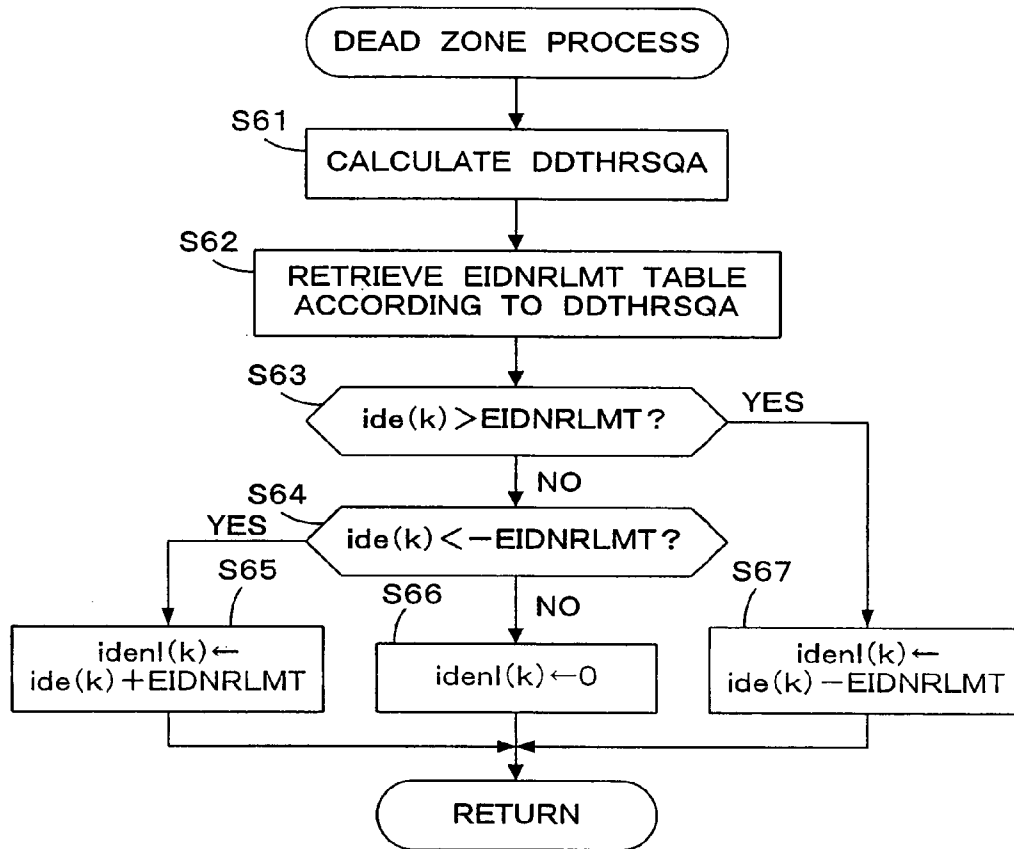 DEAD ZONE PROCESS
S61
CALCULATE DDTHRSQA
S62
RETRIEVE EIDNRLMT TABLE
ACCORDING TO DDTHRSQA
S63
ide(k)>EIDNRLMT?
YES
NO
S64
YES
ide(k)<-EIDNRLMT?
S65
S66
NO
S67
idenl(k)←
ide(k)+EIDNRLMT
idenl(k)←0
idenl(k)←
ide(k)-EIDNRLMT
RETURN